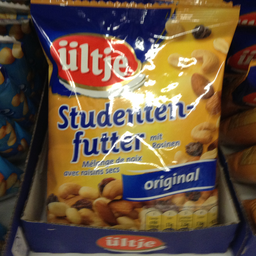 ültje
Studenten-
futter mit
Rosinen
Mélange de noix
avec raisins secs
original
ültje